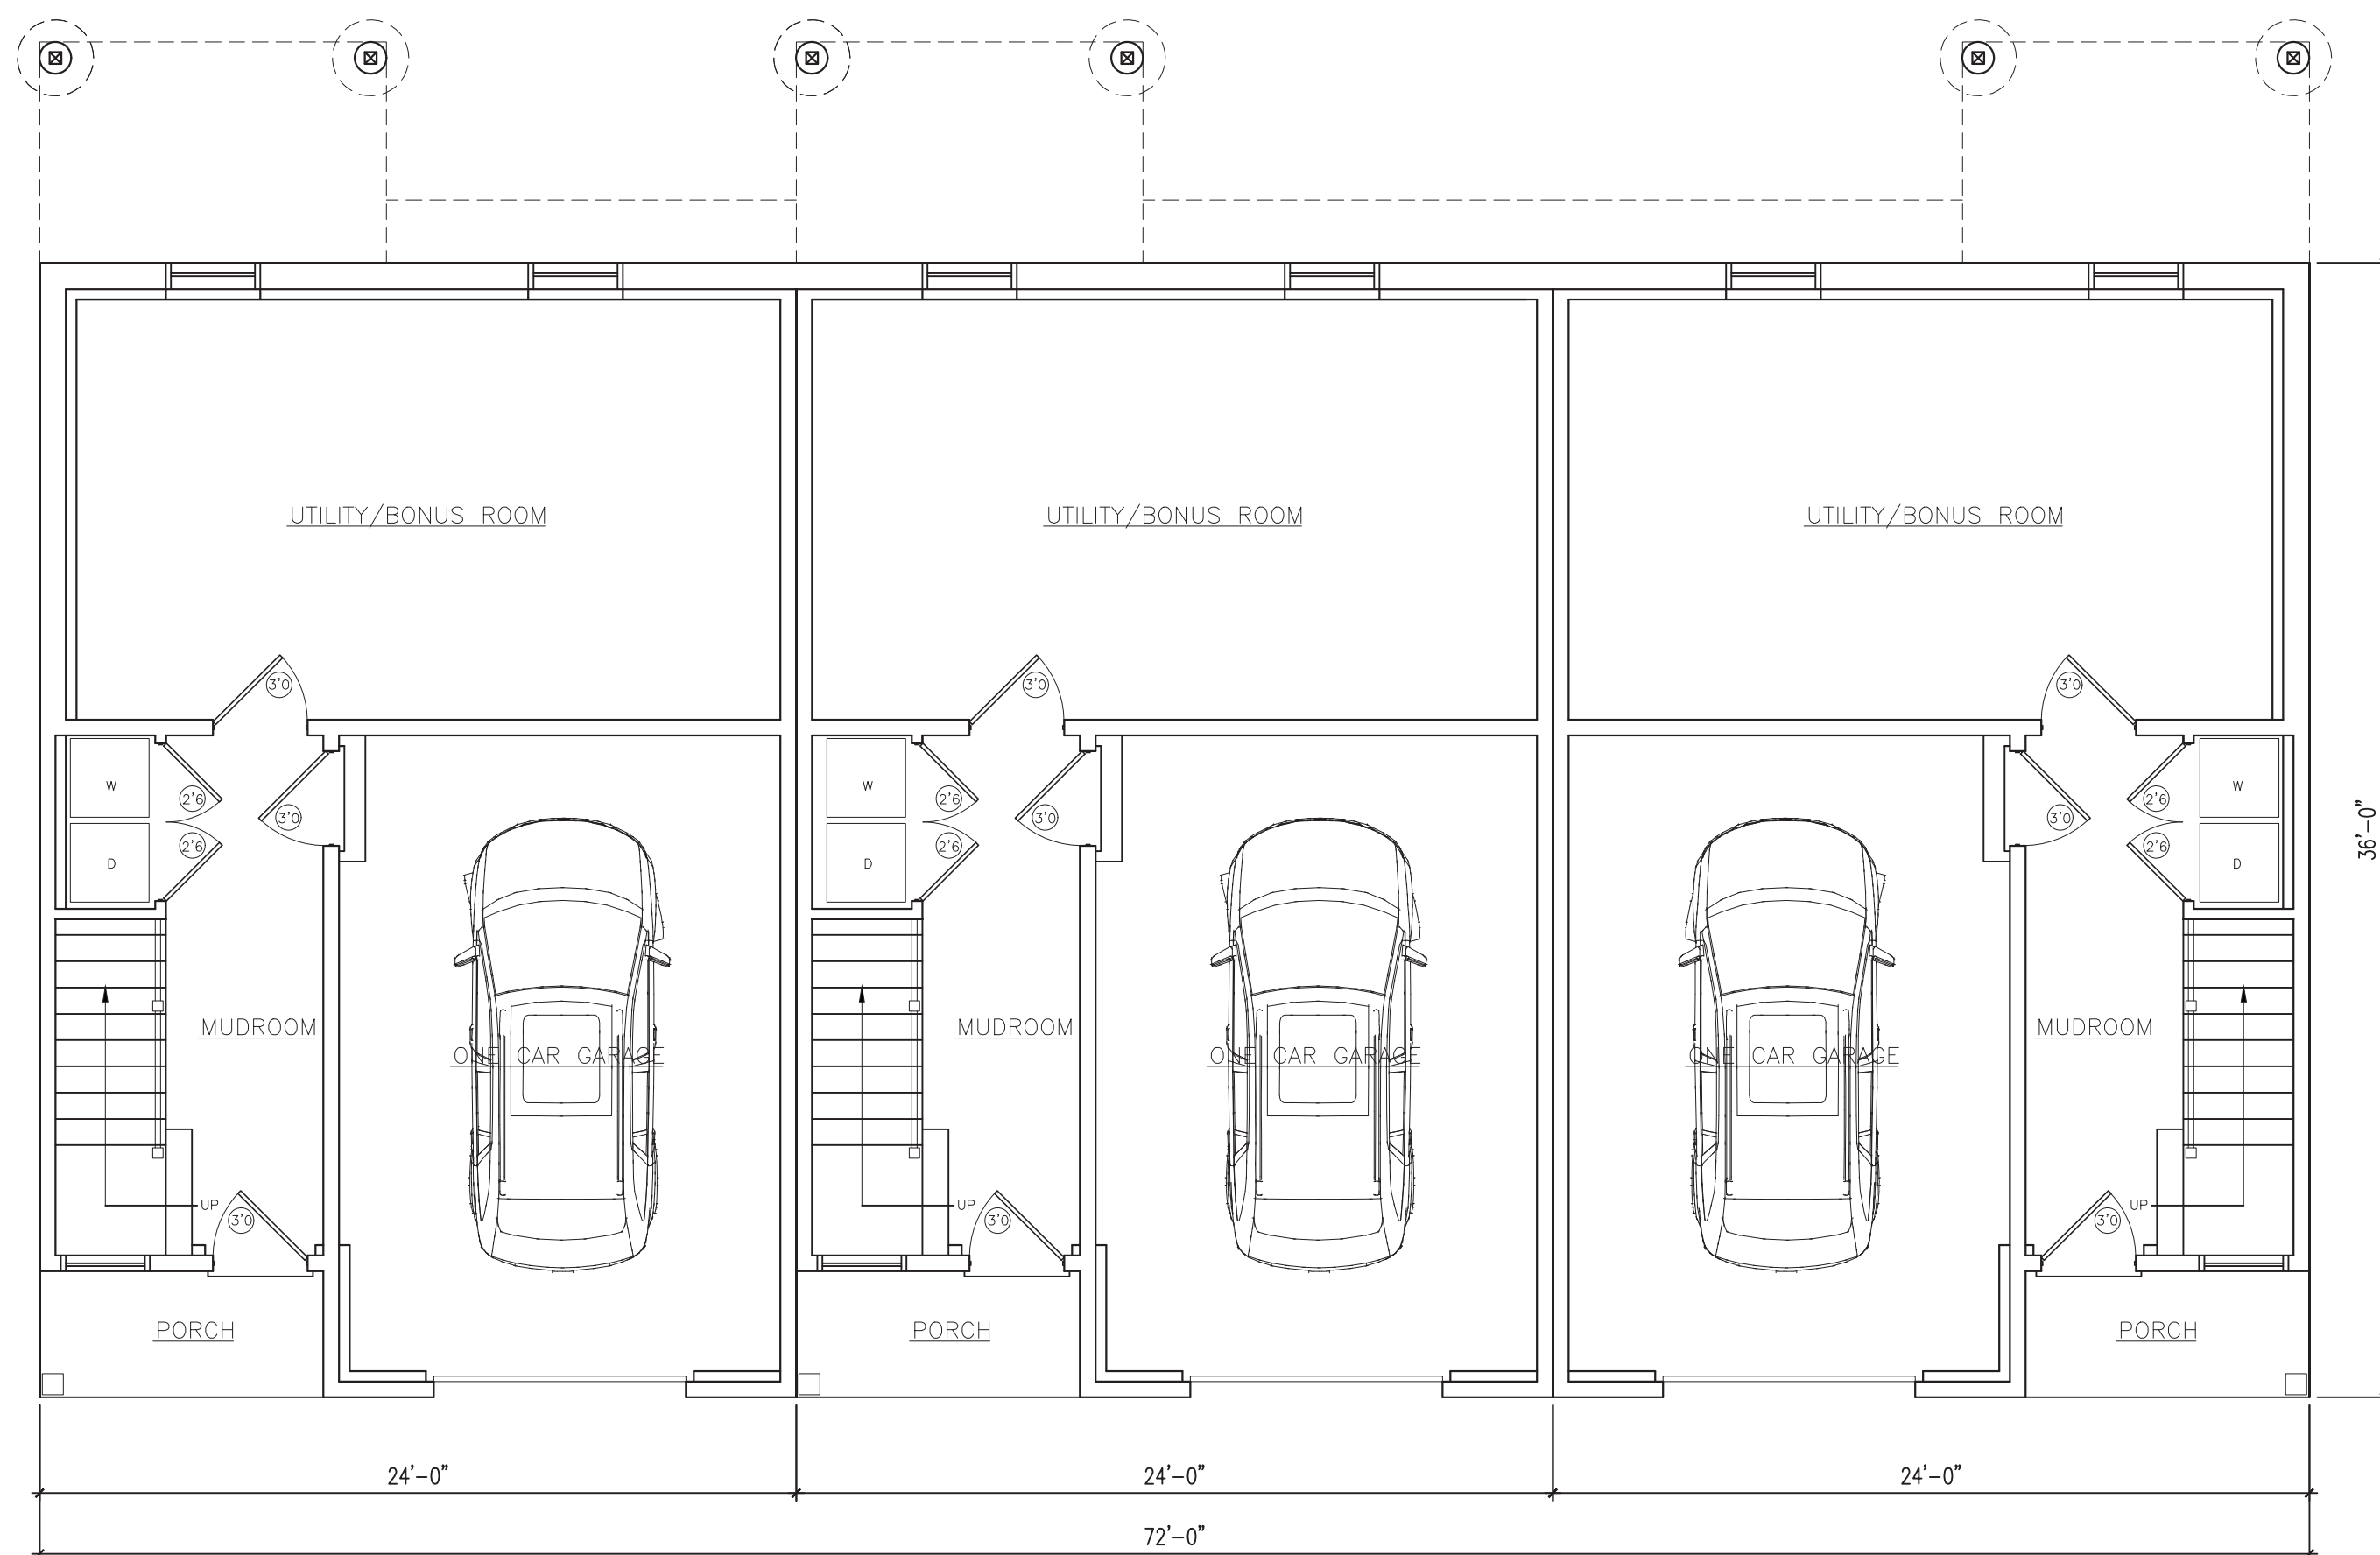 UTILITY/BONUS ROOM
UTILITY/BONUS ROOM
UTILITY/BONUS ROOM
3'0
3'0
3'0
W
2'6
3'0
W
2'6
3'0
3'0
2'6
W
D
2'6
D
2'6
2'6
D
MUDROOM
MUDROOM
MUDROOM
ONE CAR GARAGE
ONE CAR GARAGE
ONE CAR GARAGE
UP
3'0
UP
3'0
3'0
UP
PORCH
PORCH
PORCH
36'-0"
24'-0"
24'-0"
24'-0"
72'-0"